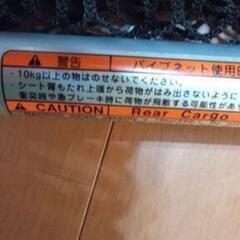 ⚠ 警告 パイプネット使用
・10kg以上の物はのせないでください。
・シート背もたれ上端から荷物がはみ出さないように
衝突時や急ブレーキ時に荷物が飛散する可能性があ
⚠ CAUTION Rear Cargo